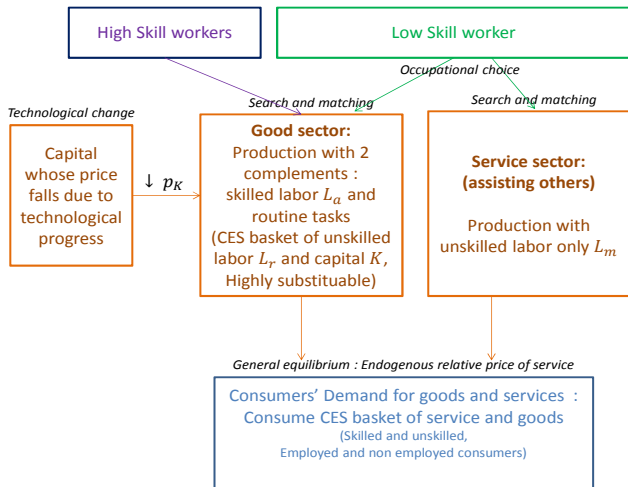 High Skill workers
Low Skill worker
Occupational choice
Technological change
Search and matching
Search and matching
Capital
whose price
falls due to
technological
progress
↓ p_K
Good sector:
Production with 2
complements :
skilled labor L_a and
routine tasks
(CES basket of unskilled
labor L_r and capital K,
Highly substituable)
Service sector:
(assisting others)
Production with
unskilled labor only L_m
General equilibrium : Endogenous relative price of service
Consumers’ Demand for goods and services :
Consume CES basket of service and goods
(Skilled and unskilled,
Employed and non employed consumers)